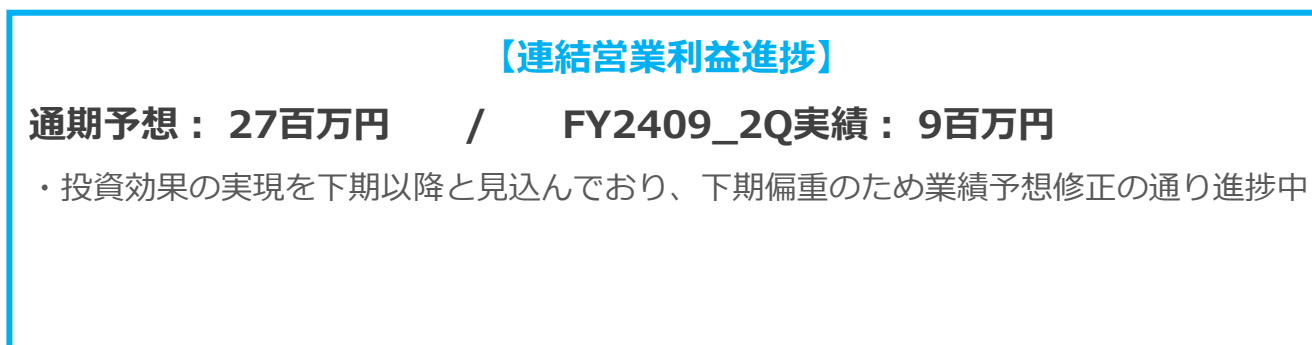 【連結営業利益進捗】
通期予想： 27百万円　　/　　FY2409_2Q実績： 9百万円
・投資効果の実現を下期以降と見込んでおり、下期偏重のため業績予想修正の通り進捗中